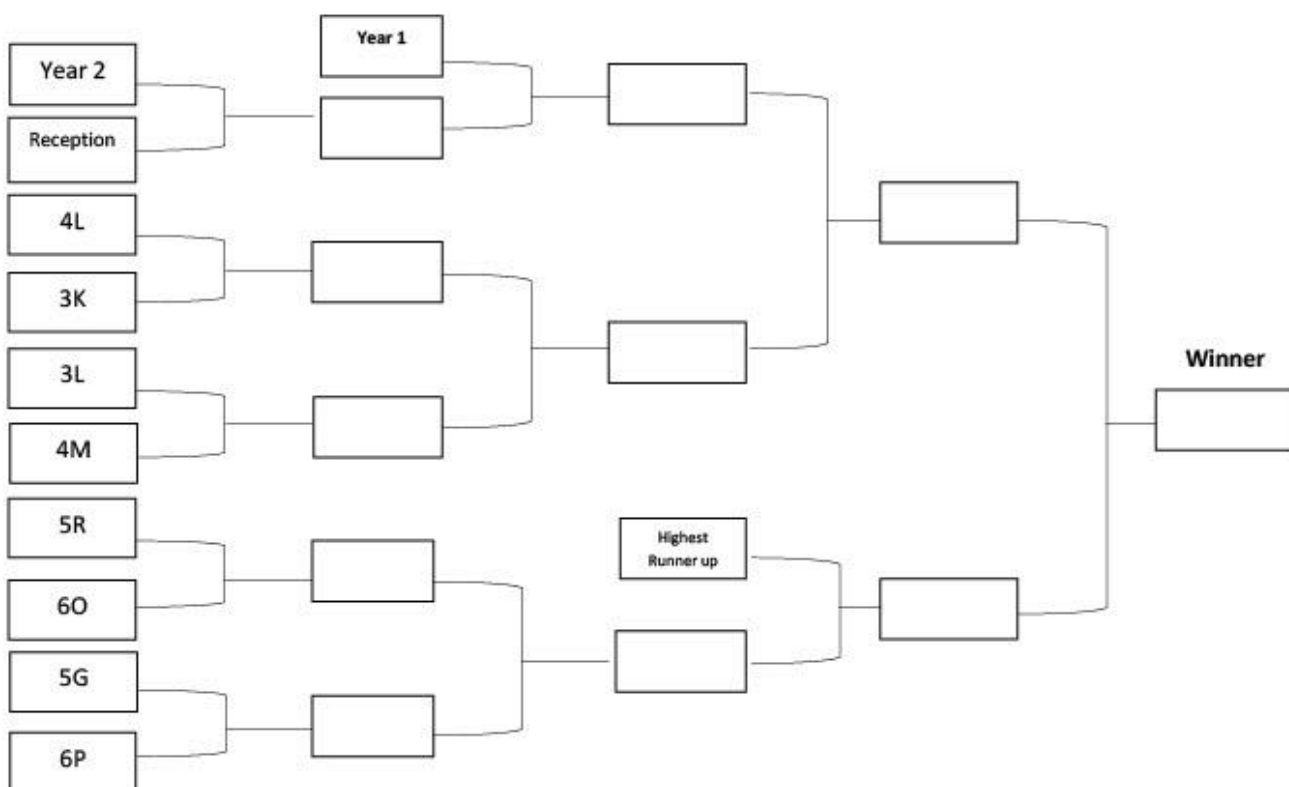 Year 2
Reception
4L
3K
3L
4M
5R
6O
5G
6P
Year 1
Highest
Runner up
Winner